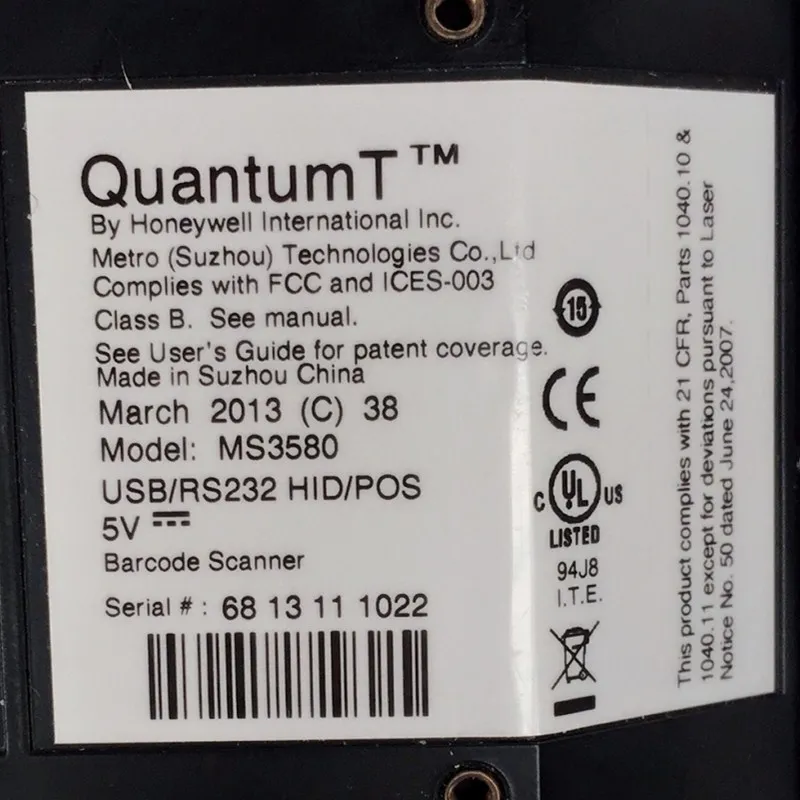 QuantumT™
By Honeywell International Inc.
Metro (Suzhou) Technologies Co.,Ltd
Complies with FCC and ICES-003
Class B. See manual.
See User's Guide for patent coverage.
Made in Suzhou China
March 2013 (C) 38
Model: MS3580
USB/RS232 HID/POS
5V
Barcode Scanner
Serial # : 68 13 11 1022
15
CE
C UL US
LISTED
94J8
I.T.E.
This product complies with 21 CFR, Parts 1040.10 &
1040.11 except for deviations pursuant to Laser
Notice No. 50 dated June 24,2007.